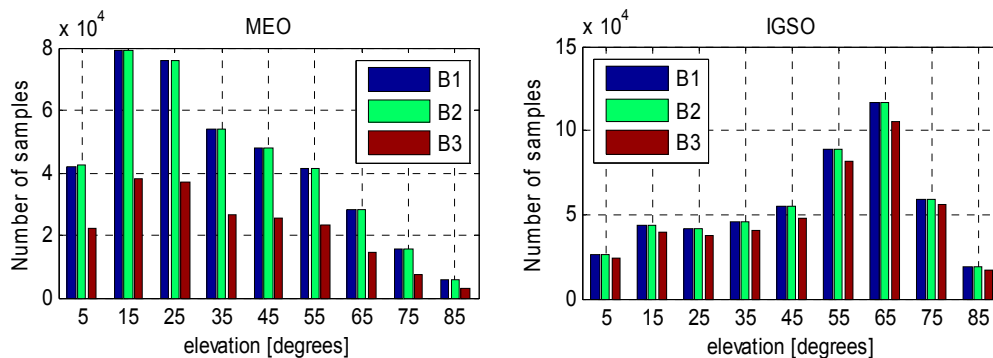 x 10^4
MEO
Number of samples
8
6
4
2
0
B1
B2
B3
5 15 25 35 45 55 65 75 85
elevation [degrees]
x 10^4
IGSO
Number of samples
15
10
5
0
B1
B2
B3
5 15 25 35 45 55 65 75 85
elevation [degrees]